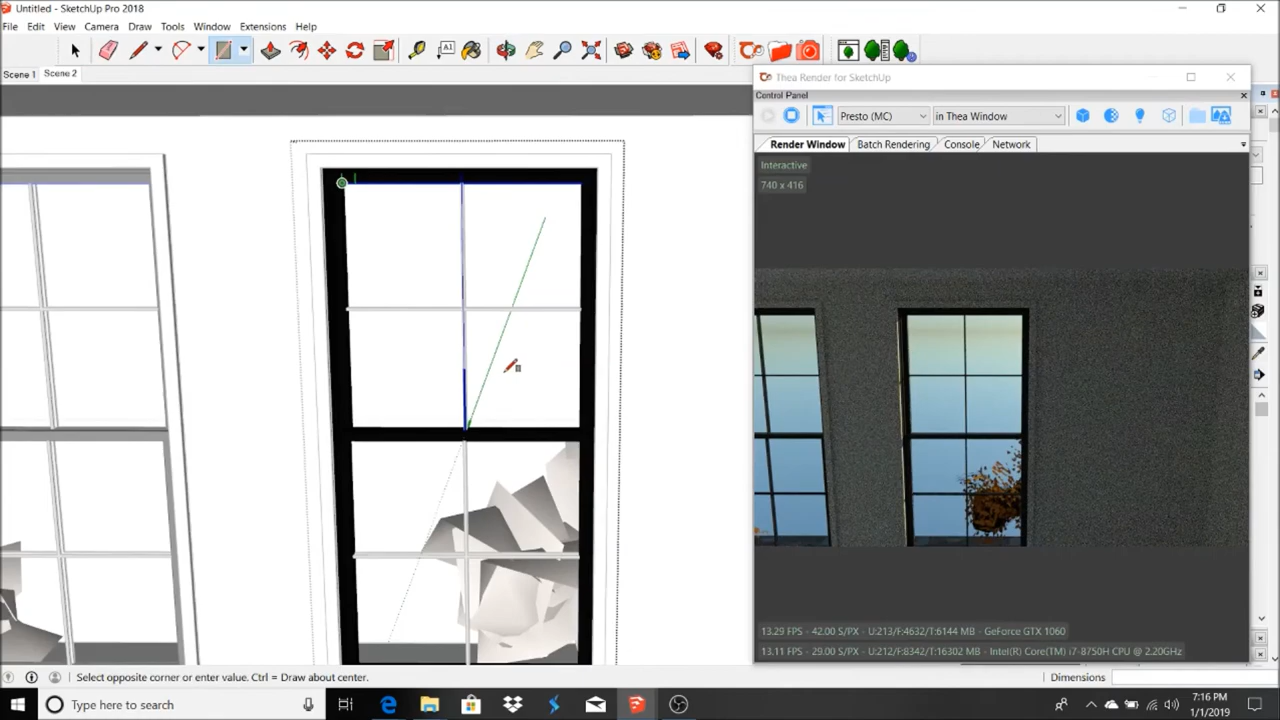 Untitled - SketchUp Pro 2018
File Edit View Camera Draw Tools Window Extensions Help
A1
Scene 1 Scene 2
Thea Render for SketchUp
Control Panel
Presto (MC) in Thea Window
Render Window Batch Rendering Console Network
Interactive
740 x 416
13.29 FPS - 42.00 S/PX - U:213/F:4632/T:6144 MB - GeForce GTX 1060
13.11 FPS - 29.00 S/PX - U:212/F:8342/T:16302 MB - Intel(R) Core(TM) i7-8750H CPU @ 2.20GHz
Select opposite corner or enter value. Ctrl = Draw about center.
Dimensions
Type here to search
7:16 PM
1/1/2019